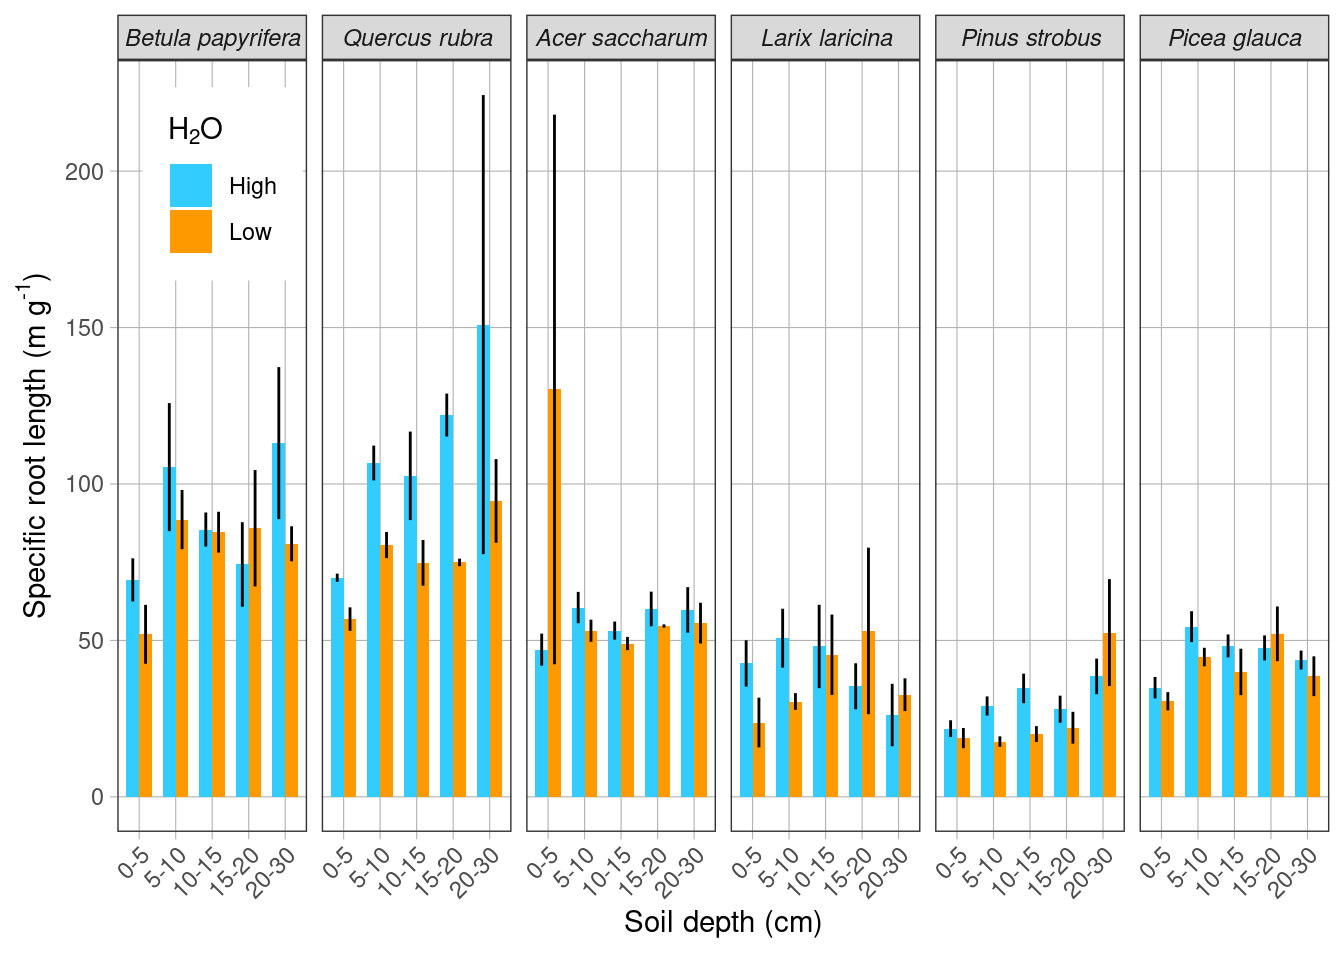 Betula papyrifera Quercus rubra Acer saccharum Larix laricina Pinus strobus Picea glauca
H₂O
High
Low
Specific root length (m g⁻¹)
200
150
100
50
0
0-5 5-10 10-15 15-20 20-30 0-5 5-10 10-15 15-20 20-30 0-5 5-10 10-15 15-20 20-30 0-5 5-10 10-15 15-20 20-30 0-5 5-10 10-15 15-20 20-30 0-5 5-10 10-15 15-20 20-30
Soil depth (cm)